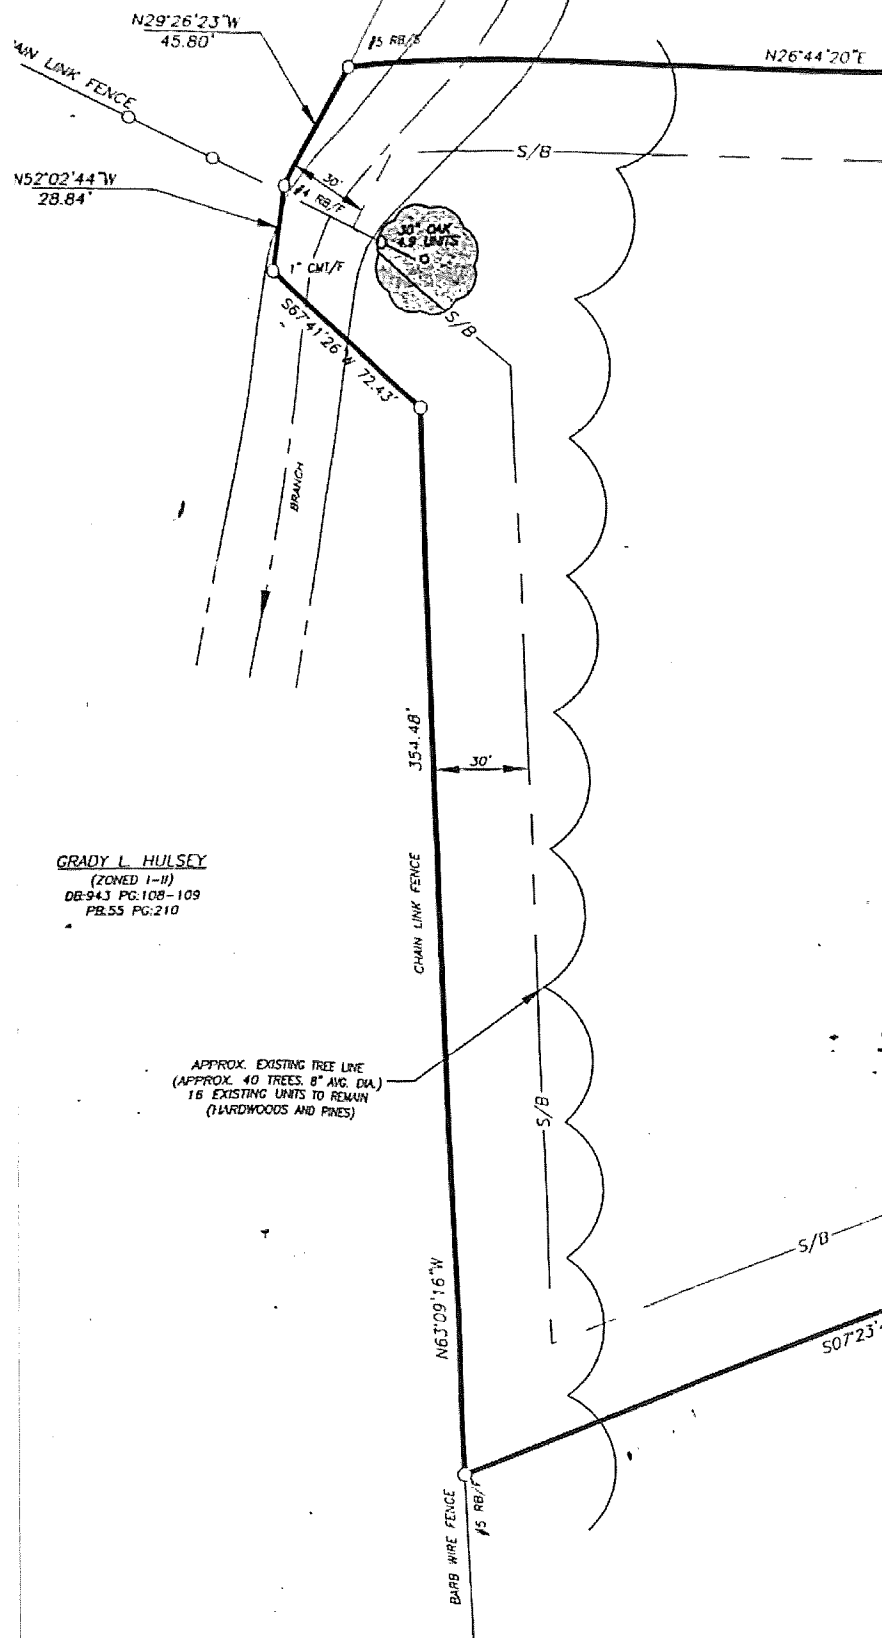 N29°26'23"W
45.80'
#5 RB/S
N26°44'20"E
CHAIN LINK FENCE
S/B
N52°02'44"W
28.84'
30'
#4 RB/F
30" OAK
4.9 UNITS
1" CMT/F
S/B
S67°41'26"W 72.43'
BRANCH
354.48'
30'
GRADY L. HULSEY
(ZONED I-II)
DB:943 PG:108-109
PB:55 PG:210
CHAIN LINK FENCE
APPROX. EXISTING TREE LINE
(APPROX. 40 TREES, 8" AVG. DIA.)
16 EXISTING UNITS TO REMAIN
(HARDWOODS AND PINES)
S/B
S/B
N63°09'16"W
S07°23'
BARB WIRE FENCE
#5 RB/F